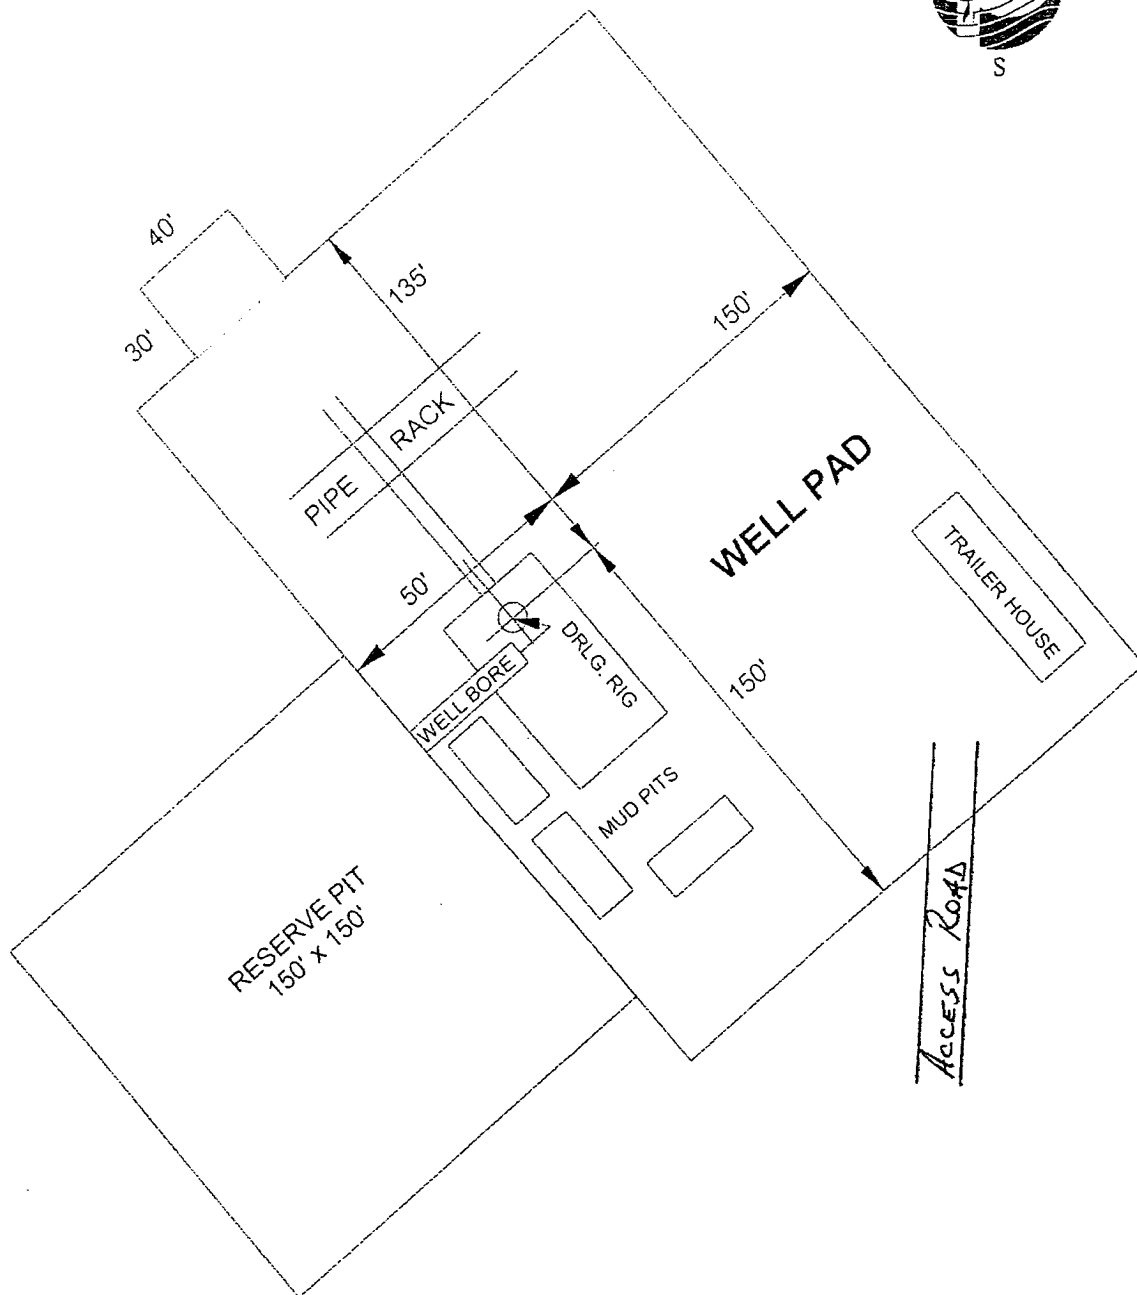 S
40'
30'
135'
150'
PIPE RACK
50'
WELL PAD
TRAILER HOUSE
DRLG. RIG
WELL BORE
150'
MUD PITS
RESERVE PIT
150' x 150'
ACCESS ROAD